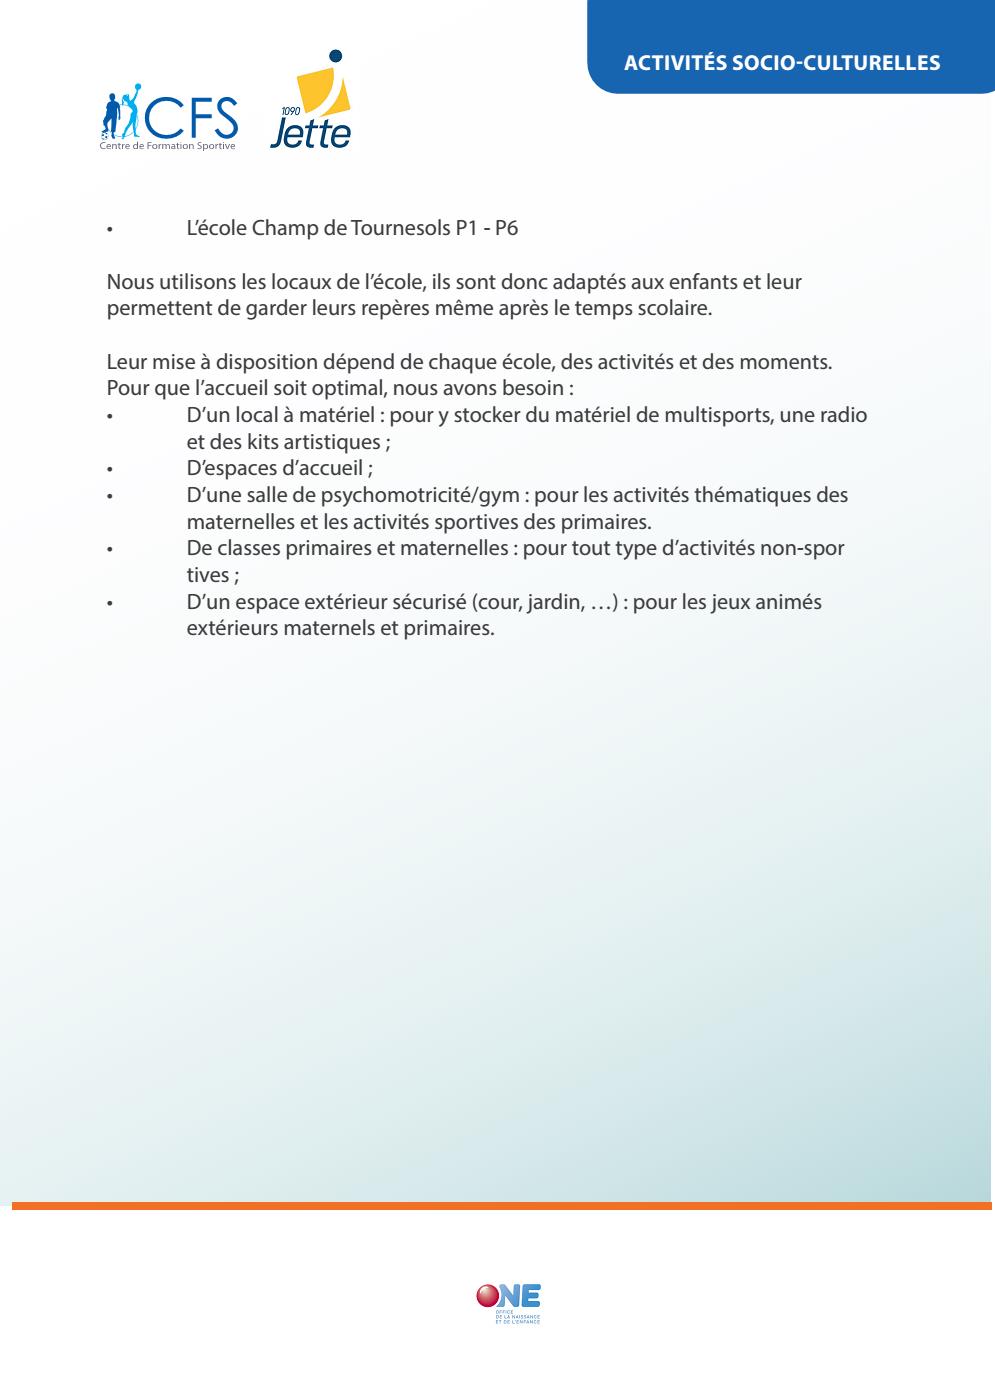 ACTIVITÉS SOCIO-CULTURELLES
CFS
Centre de Formation Sportive
1090
Jette
• L’école Champ de Tournesols P1 - P6
Nous utilisons les locaux de l’école, ils sont donc adaptés aux enfants et leur
permettent de garder leurs repères même après le temps scolaire.
Leur mise à disposition dépend de chaque école, des activités et des moments.
Pour que l’accueil soit optimal, nous avons besoin :
• D’un local à matériel : pour y stocker du matériel de multisports, une radio
et des kits artistiques ;
• D’espaces d’accueil ;
• D’une salle de psychomotricité/gym : pour les activités thématiques des
maternelles et les activités sportives des primaires.
• De classes primaires et maternelles : pour tout type d’activités non-spor
tives ;
• D’un espace extérieur sécurisé (cour, jardin, …) : pour les jeux animés
extérieurs maternels et primaires.
ONE
OFFICE
DE LA NAISSANCE
ET DE L'ENFANCE